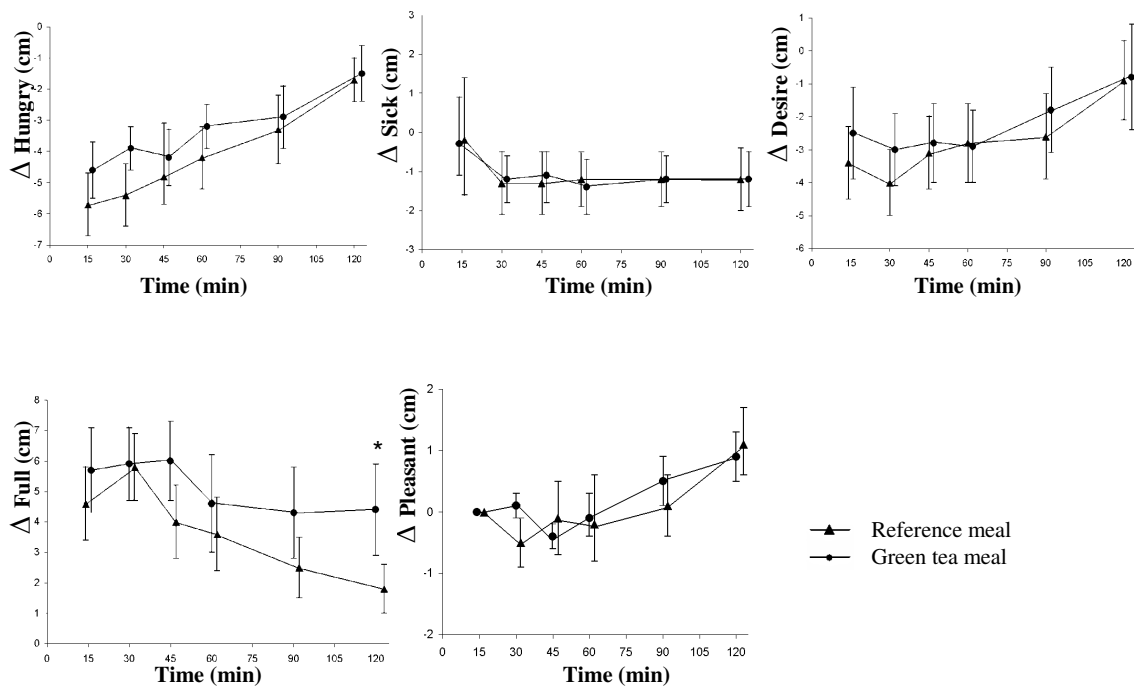 Δ Hungry (cm)
0
-1
-2
-3
-4
-5
-6
-7
0 15 30 45 60 75 90 105 120
Time (min)
Δ Sick (cm)
3
2
1
0
-1
-2
-3
0 15 30 45 60 75 90 105 120
Time (min)
Δ Desire (cm)
1
0
-1
-2
-3
-4
-5
-6
0 15 30 45 60 75 90 105 120
Time (min)
Δ Full (cm)
8
7
6
5
4
3
2
1
0
*
0 15 30 45 60 75 90 105 120
Time (min)
Δ Pleasant (cm)
2
1
0
-1
-2
0 15 30 45 60 75 90 105 120
Time (min)
Reference meal
Green tea meal